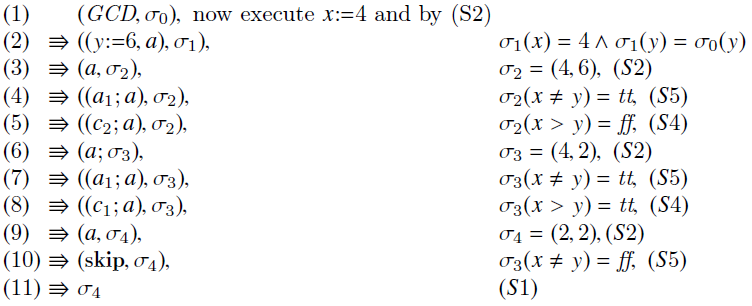 (1) (GCD, σ₀), now execute x:=4 and by (S2)
(2) ⇛ ((y:=6, a), σ₁), σ₁(x) = 4 ∧ σ₁(y) = σ₀(y)
(3) ⇛ (a, σ₂), σ₂ = (4, 6), (S2)
(4) ⇛ ((a₁; a), σ₂), σ₂(x ≠ y) = tt, (S5)
(5) ⇛ ((c₂; a), σ₂), σ₂(x > y) = ff, (S4)
(6) ⇛ (a; σ₃), σ₃ = (4, 2), (S2)
(7) ⇛ ((a₁; a), σ₃), σ₃(x ≠ y) = tt, (S5)
(8) ⇛ ((c₁; a), σ₃), σ₃(x > y) = tt, (S4)
(9) ⇛ (a, σ₄), σ₄ = (2, 2), (S2)
(10) ⇛ (skip, σ₄), σ₃(x ≠ y) = ff, (S5)
(11) ⇛ σ₄ (S1)